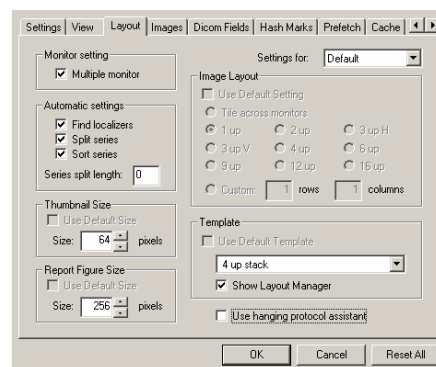 Settings View Layout Images Dicom Fields Hash Marks Prefetch Cache
Monitor setting
Multiple monitor
Automatic settings
Find localizers
Split series
Sort series
Series split length: 0
Thumbnail Size
Use Default Size
Size: 64 pixels
Report Figure Size
Use Default Size
Size: 256 pixels
Settings for: Default
Image Layout
Use Default Setting
Tile across monitors
1 up 2 up 3 up H
3 up V 4 up 6 up
9 up 12 up 16 up
Custom: 1 rows 1 columns
Template
Use Default Template
4 up stack
Show Layout Manager
Use hanging protocol assistant
OK Cancel Reset All